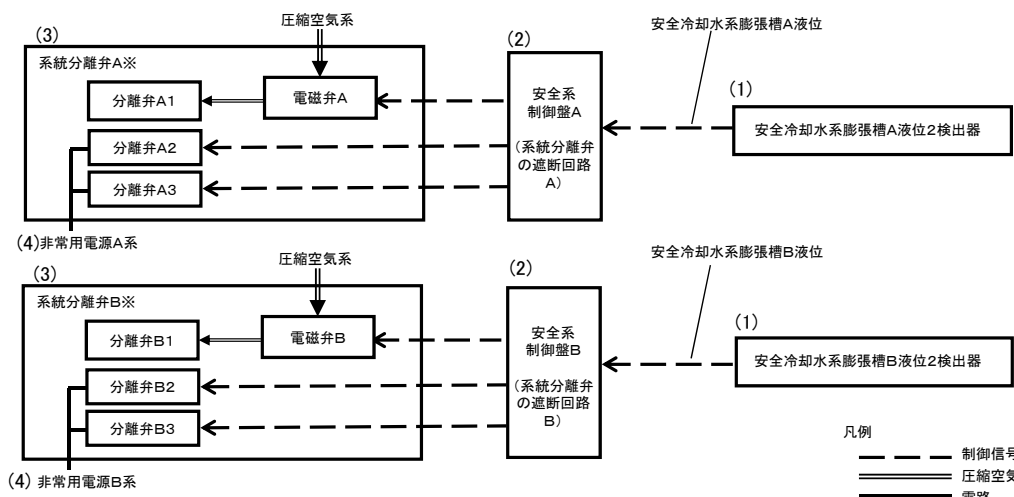 圧縮空気系
安全冷却水系膨張槽A液位
(3)
(2)
系統分離弁A※
(1)
分離弁A1
電磁弁A
安全系
制御盤A
(系統分離弁
の遮断回路
A)
安全冷却水系膨張槽A液位2検出器
分離弁A2
分離弁A3
(4)非常用電源A系
圧縮空気系
安全冷却水系膨張槽B液位
(3)
(2)
系統分離弁B※
(1)
分離弁B1
電磁弁B
安全系
制御盤B
(系統分離弁
の遮断回路
B)
安全冷却水系膨張槽B液位2検出器
分離弁B2
分離弁B3
(4) 非常用電源B系
凡例
制御信号
圧縮空気
電路